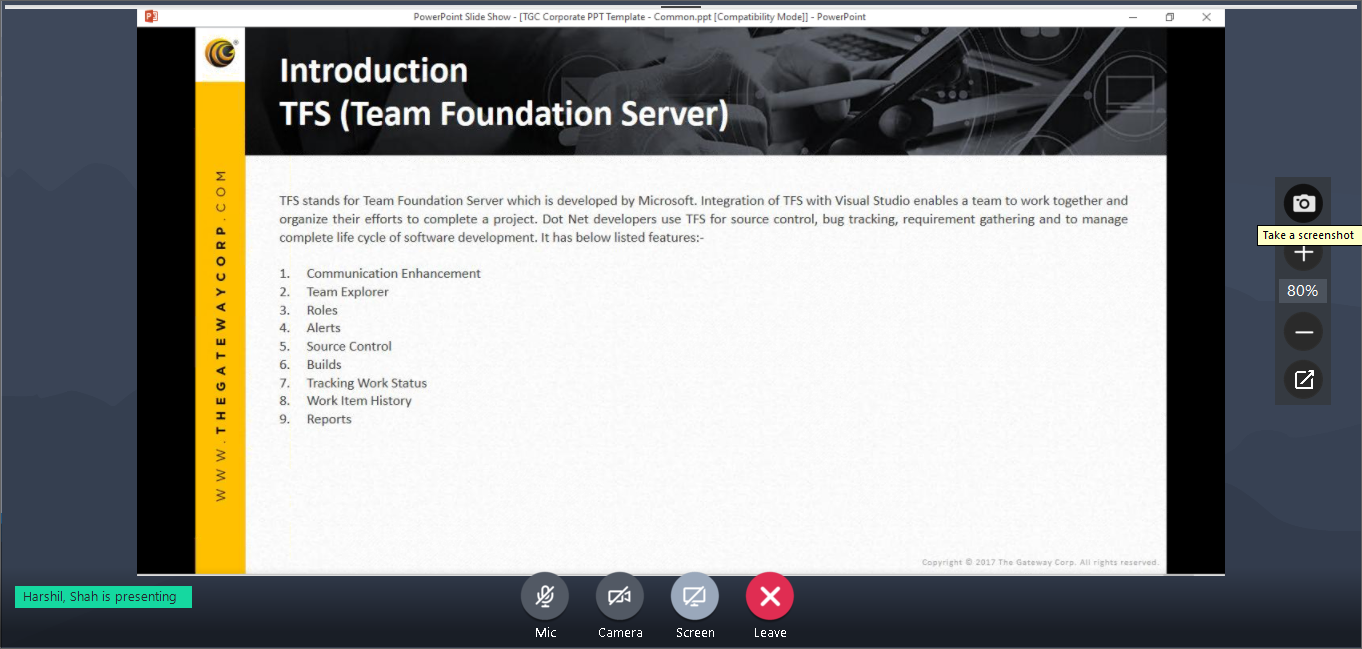 PowerPoint Slide Show - [TGC Corporate PPT Template - Common.ppt [Compatibility Mode]] - PowerPoint
Introduction
TFS (Team Foundation Server)
WWW.THEGATEWAYCORP.COM
TFS stands for Team Foundation Server which is developed by Microsoft. Integration of TFS with Visual Studio enables a team to work together and
organize their efforts to complete a project. Dot Net developers use TFS for source control, bug tracking, requirement gathering and to manage
complete life cycle of software development. It has below listed features:-
1. Communication Enhancement
2. Team Explorer
3. Roles
4. Alerts
5. Source Control
6. Builds
7. Tracking Work Status
8. Work Item History
9. Reports
Copyright © 2017 The Gateway Corp. All rights reserved.
Take a screenshot
80%
Harshil, Shah is presenting
Mic
Camera
Screen
Leave